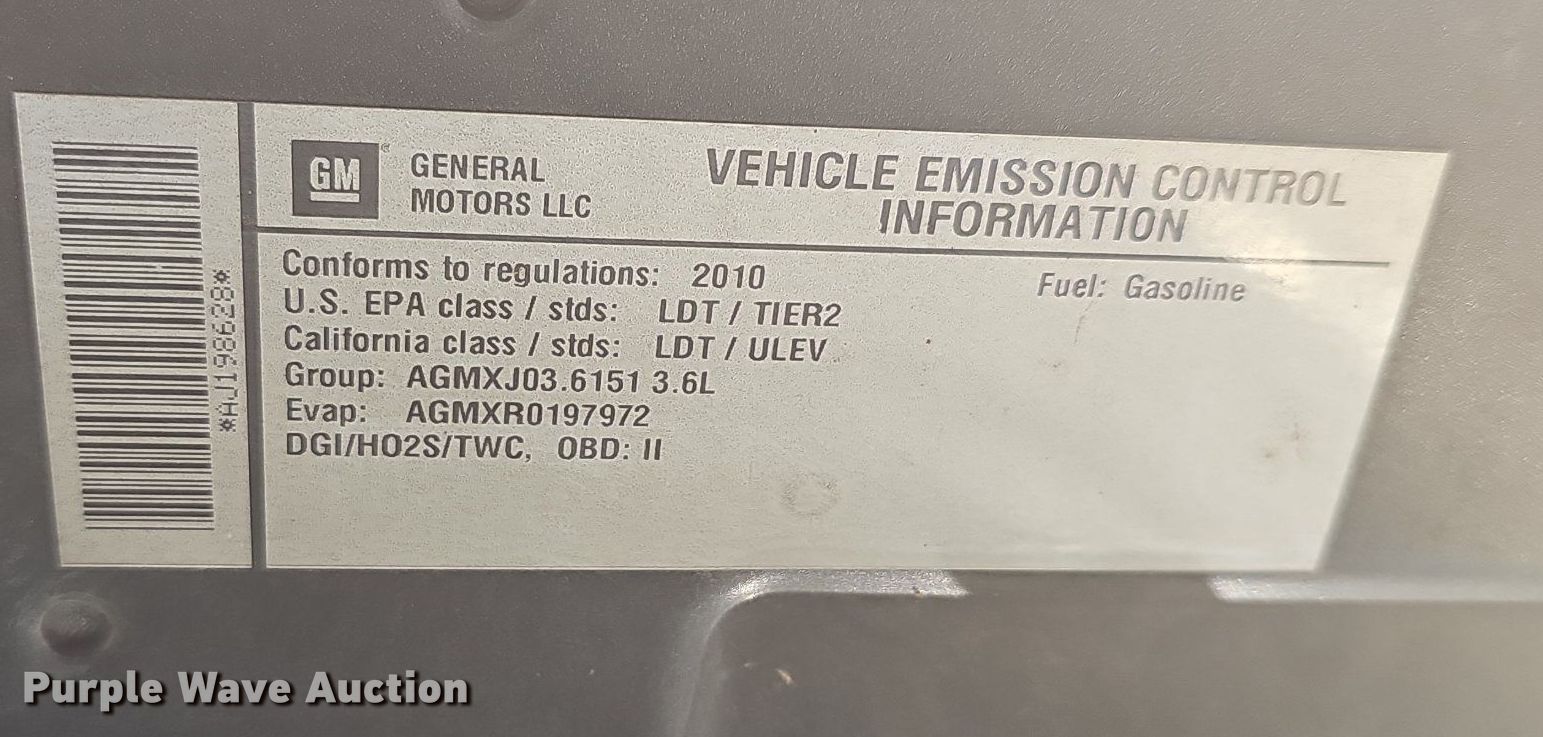 *AJ198628*
GM
GENERAL
MOTORS LLC
VEHICLE EMISSION CONTROL
INFORMATION
Conforms to regulations: 2010
Fuel: Gasoline
U.S. EPA class / stds: LDT / TIER2
California class / stds: LDT / ULEV
Group: AGMXJ03.6151 3.6L
Evap: AGMXR0197972
DGI/HO2S/TWC, OBD: II
Purple Wave Auction